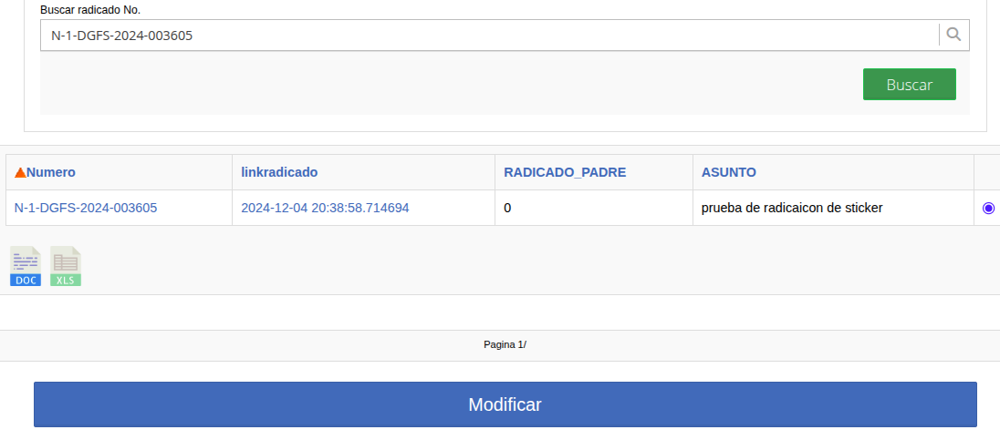 Buscar radicado No.
N-1-DGFS-2024-003605
Buscar
Numero linkradicado RADICADO_PADRE ASUNTO
N-1-DGFS-2024-003605 2024-12-04 20:38:58.714694 0 prueba de radicaicon de sticker
DOC XLS
Pagina 1/
Modificar